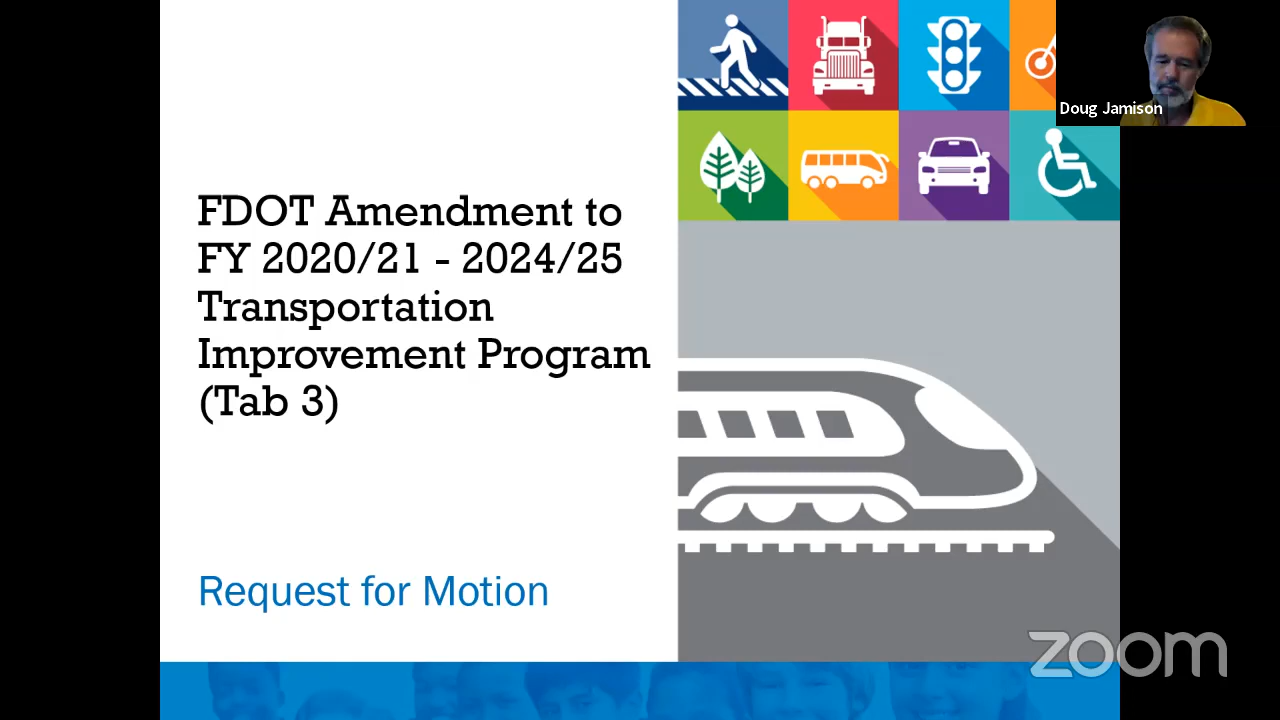 FDOT Amendment to
FY 2020/21 - 2024/25
Transportation
Improvement Program
(Tab 3)
Request for Motion
Doug Jamison
zoom